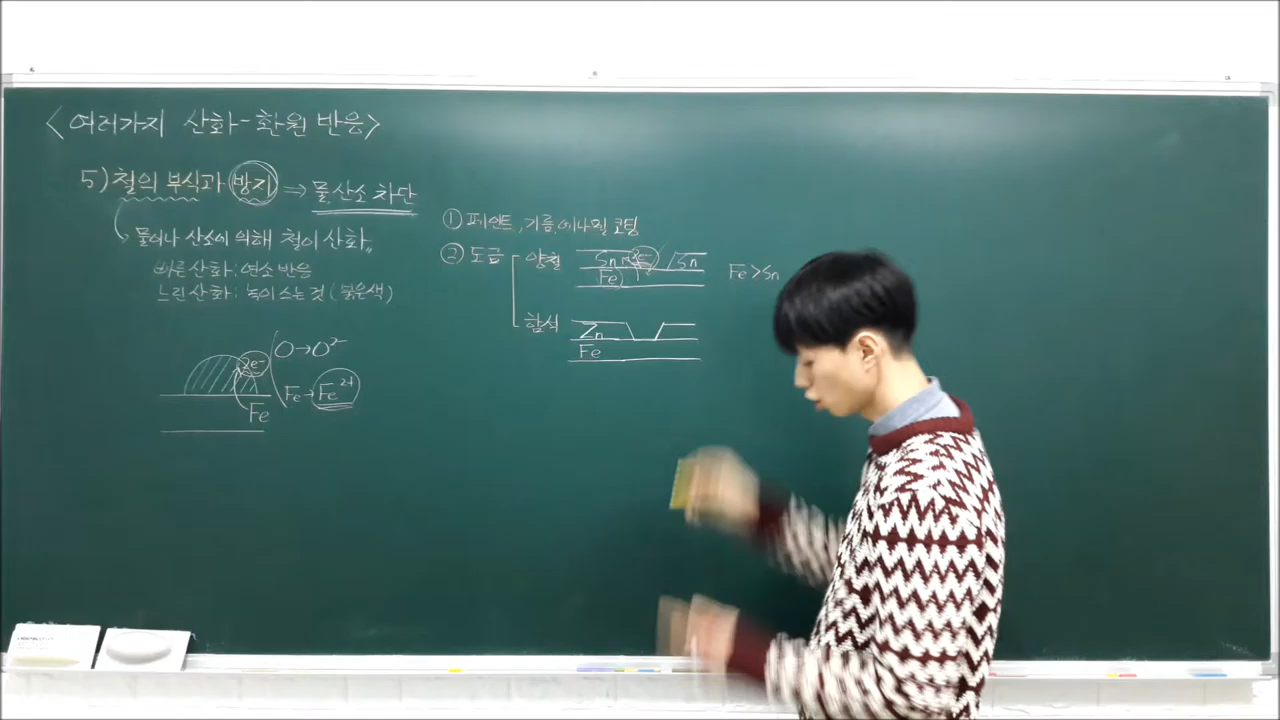 <여러가지 산화-환원 반응>
5) 철의 부식과 방지 ⇒ 물, 산소 차단
물이나 산소에 의해 철이 산화
빠른 산화 : 연소 반응
느린 산화 : 녹이 스는 것 (붉은색)
O→O²⁻
2e⁻
Fe→Fe²⁺
Fe
① 페인트, 기름, 에나멜 코팅
② 도금
양철
Sn 2e⁻ Sn
Fe
Fe>Sn
함석
Zn
Fe